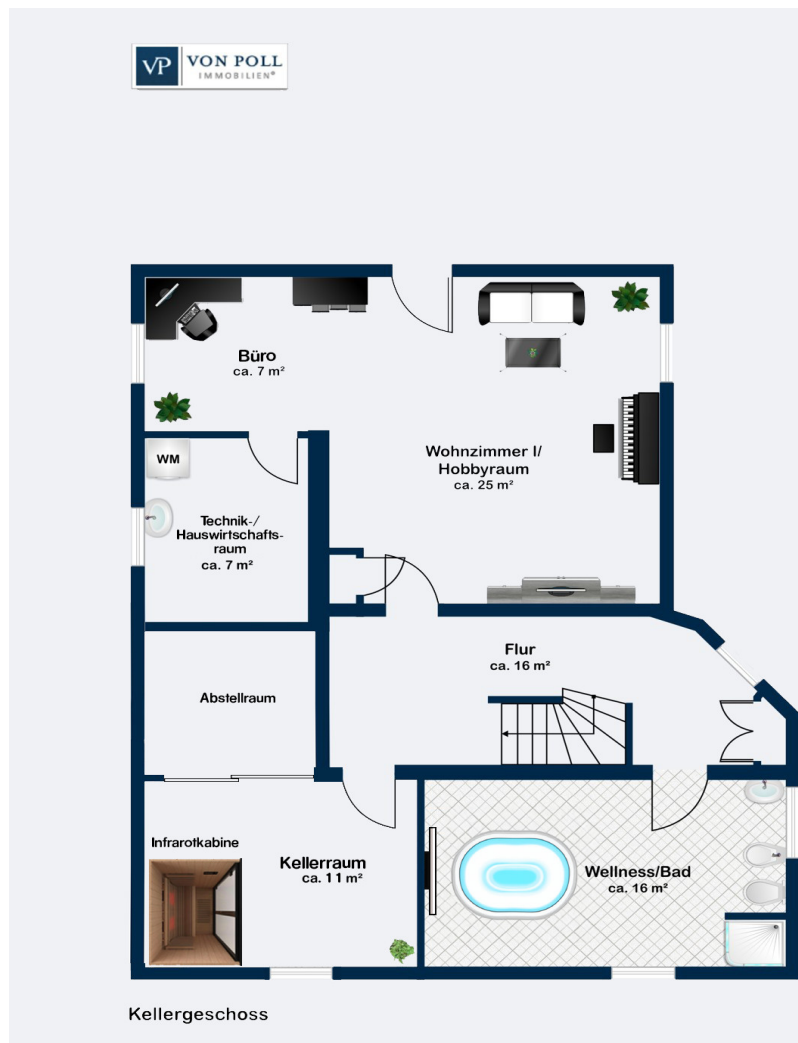 VP VON POLL
IMMOBILIEN®
Büro
ca. 7 m²
WM
Wohnzimmer I/
Hobbyraum
ca. 25 m²
Technik-/
Hauswirtschafts-
raum
ca. 7 m²
Flur
ca. 16 m²
Abstellraum
Infrarotkabine
Kellerraum
ca. 11 m²
Wellness/Bad
ca. 16 m²
Kellergeschoss